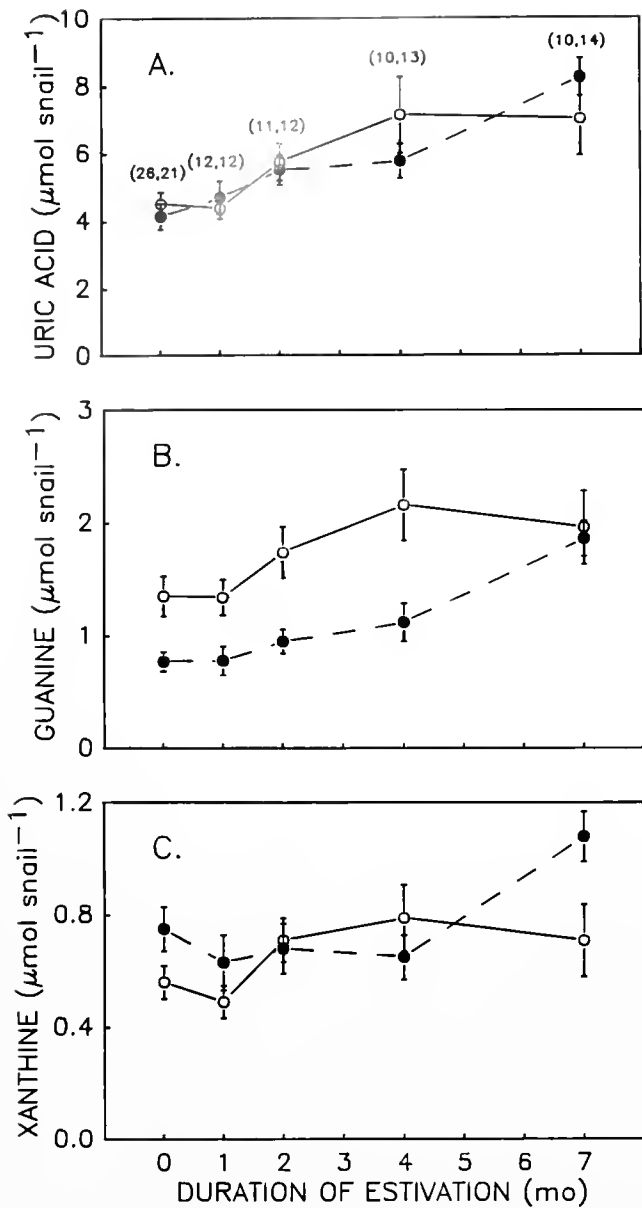 URIC ACID (μmol snail⁻¹)
10
8
6
4
2
0
A.
(26,21)
(12,12)
(11,12)
(10,13)
(10,14)
GUANINE (μmol snail⁻¹)
3
2
1
0
B.
XANTHINE (μmol snail⁻¹)
1.2
0.8
0.4
0.0
C.
0 1 2 3 4 5 6 7
DURATION OF ESTIVATION (mo)